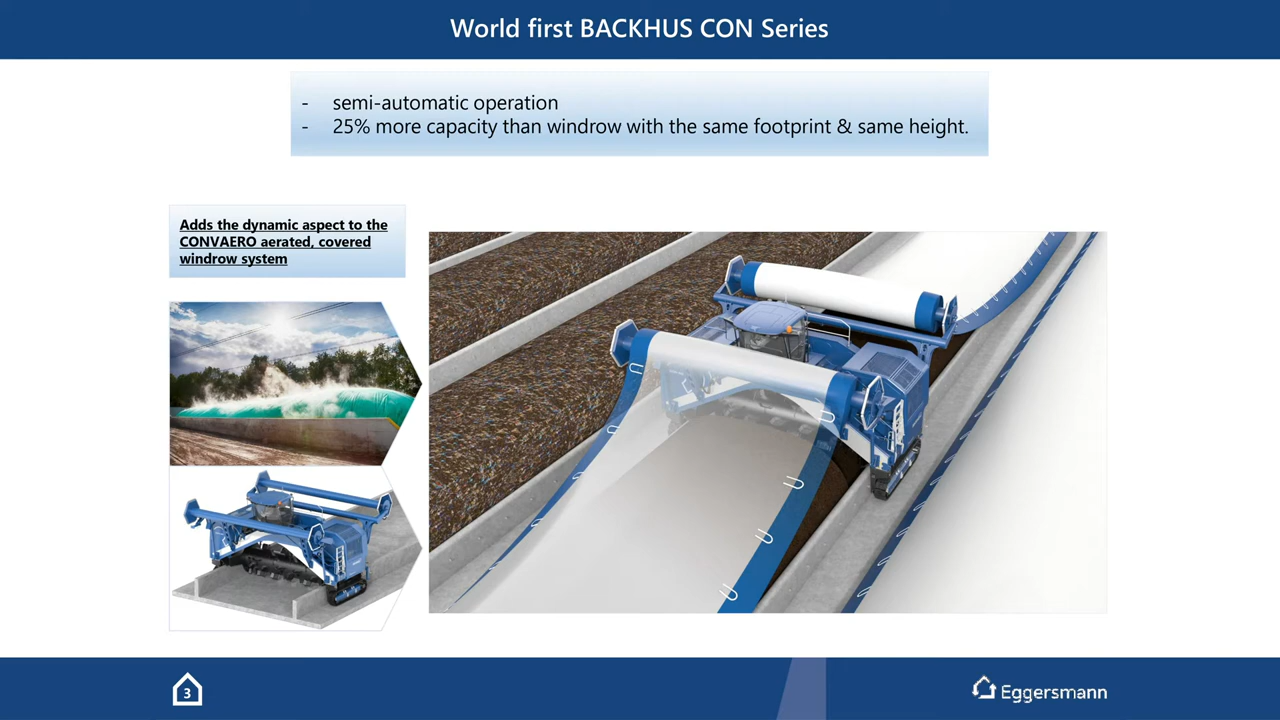 World first BACKHUS CON Series
- semi-automatic operation
- 25% more capacity than windrow with the same footprint & same height.
Adds the dynamic aspect to the
CONVAERO aerated, covered
windrow system
3
Eggersmann